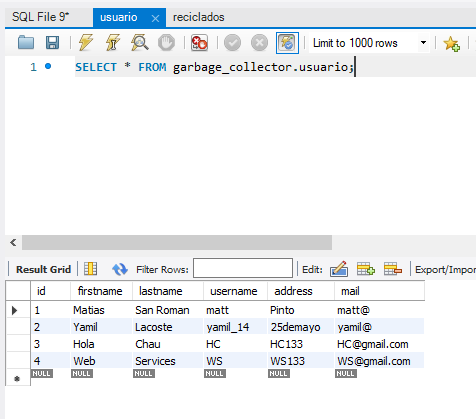 SQL File 9* usuario reciclados
Limit to 1000 rows
1 SELECT * FROM garbage_collector.usuario;
Result Grid Filter Rows: Edit: Export/Impor
id firstname lastname username address mail
1 Matias San Roman matt Pinto matt@
2 Yamil Lacoste yamil_14 25demayo yamil@
3 Hola Chau HC HC133 HC@gmail.com
4 Web Services WS WS133 WS@gmail.com
NULL NULL NULL NULL NULL NULL